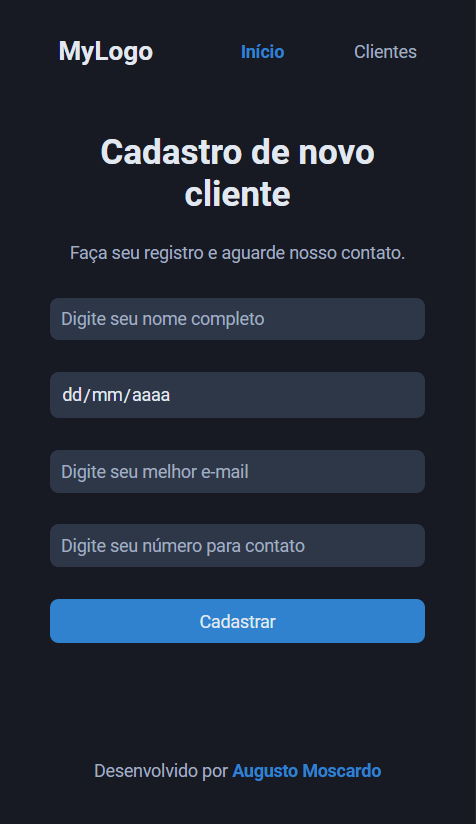 MyLogo Início Clientes
Cadastro de novo
cliente
Faça seu registro e aguarde nosso contato.
Digite seu nome completo
dd/mm/aaaa
Digite seu melhor e-mail
Digite seu número para contato
Cadastrar
Desenvolvido por Augusto Moscardo